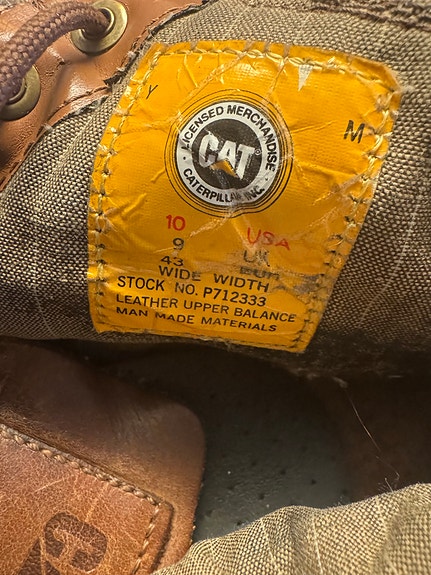 Y M
LICENSED MERCHANDISE
CAT
CATERPILLAR INC.
10 USA
9 UK
43 EUR
WIDE WIDTH
STOCK NO. P712333
LEATHER UPPER BALANCE
MAN MADE MATERIALS
C